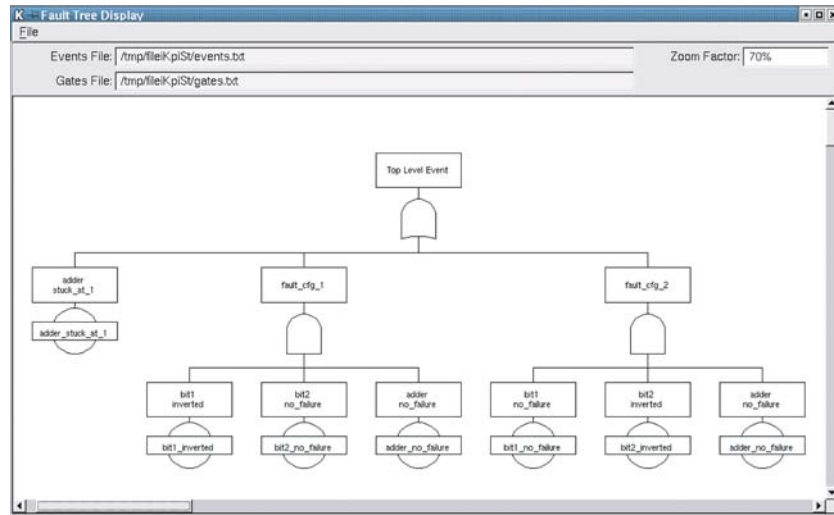 Fault Tree Display
File
Events File: /tmp/fileiKpiSt/events.txt
Zoom Factor: 70%
Gates File: /tmp/fileiKpiSt/gates.txt
Top Level Event
adder
stuck_at_1
fault_cfg_1
fault_cfg_2
adder_stuck_at_1
bit1
inverted
bit2
no_failure
adder
no_failure
bit1
no_failure
bit2
inverted
adder
no_failure
bit1_inverted
bit2_no_failure
adder_no_failure
bit1_no_failure
bit2_inverted
adder_no_failure